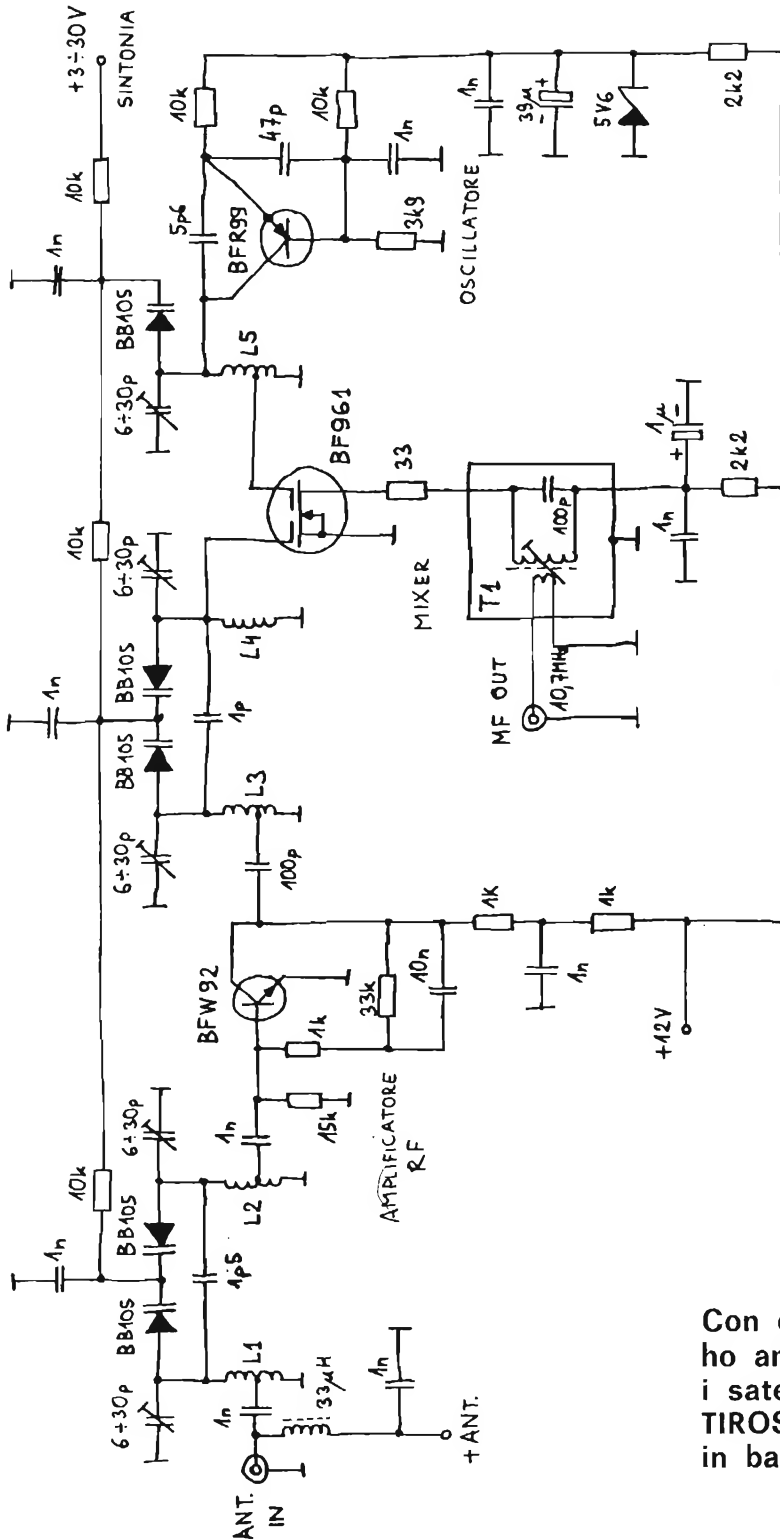 +3÷30V
SINTONIA
10k
1n
10k
1n
10k
1n
6÷30p
BB105
BB105
6÷30p
6÷30p
BB105
BB105
6÷30p
6÷30p
BB105
1p5
1p
5p6
10k
47p
L1
L2
L3
L4
L5
BFR99
10k
1n
1n
100p
1n
3k9
1n
33µH
ANT.
IN
1n
+ANT.
15k
1k
BFW92
33k
10n
AMPLIFICATORE
RF
BF961
OSCILLATORE
39µ
+
-
5V6
2k2
1k
1n
1k
+12V
MIXER
33
T1
100p
MF OUT
10,7MHz
1µ
+
-
1n
2k2
Con
ho an
i sate
TIROS
in ba